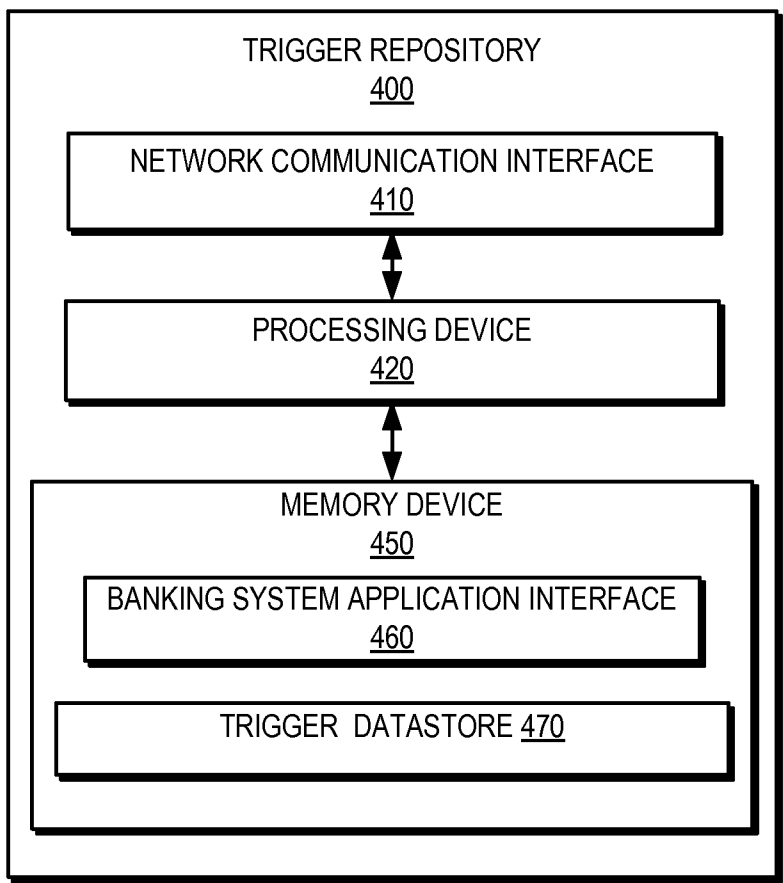 TRIGGER REPOSITORY
400
NETWORK COMMUNICATION INTERFACE
410
PROCESSING DEVICE
420
MEMORY DEVICE
450
BANKING SYSTEM APPLICATION INTERFACE
460
TRIGGER DATASTORE 470